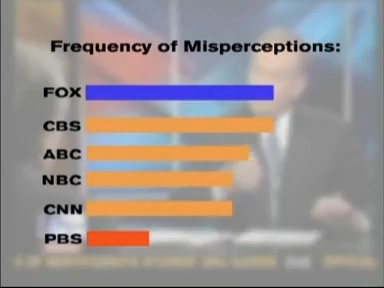 Frequency of Misperceptions:
FOX
CBS
ABC
NBC
CNN
PBS